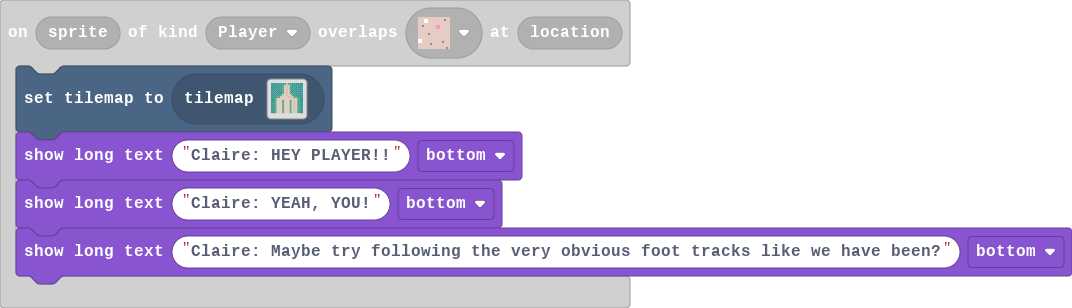 on sprite of kind Player overlaps at location
set tilemap to tilemap
show long text "Claire: HEY PLAYER!!" bottom
show long text "Claire: YEAH, YOU!" bottom
show long text "Claire: Maybe try following the very obvious foot tracks like we have been?" bottom